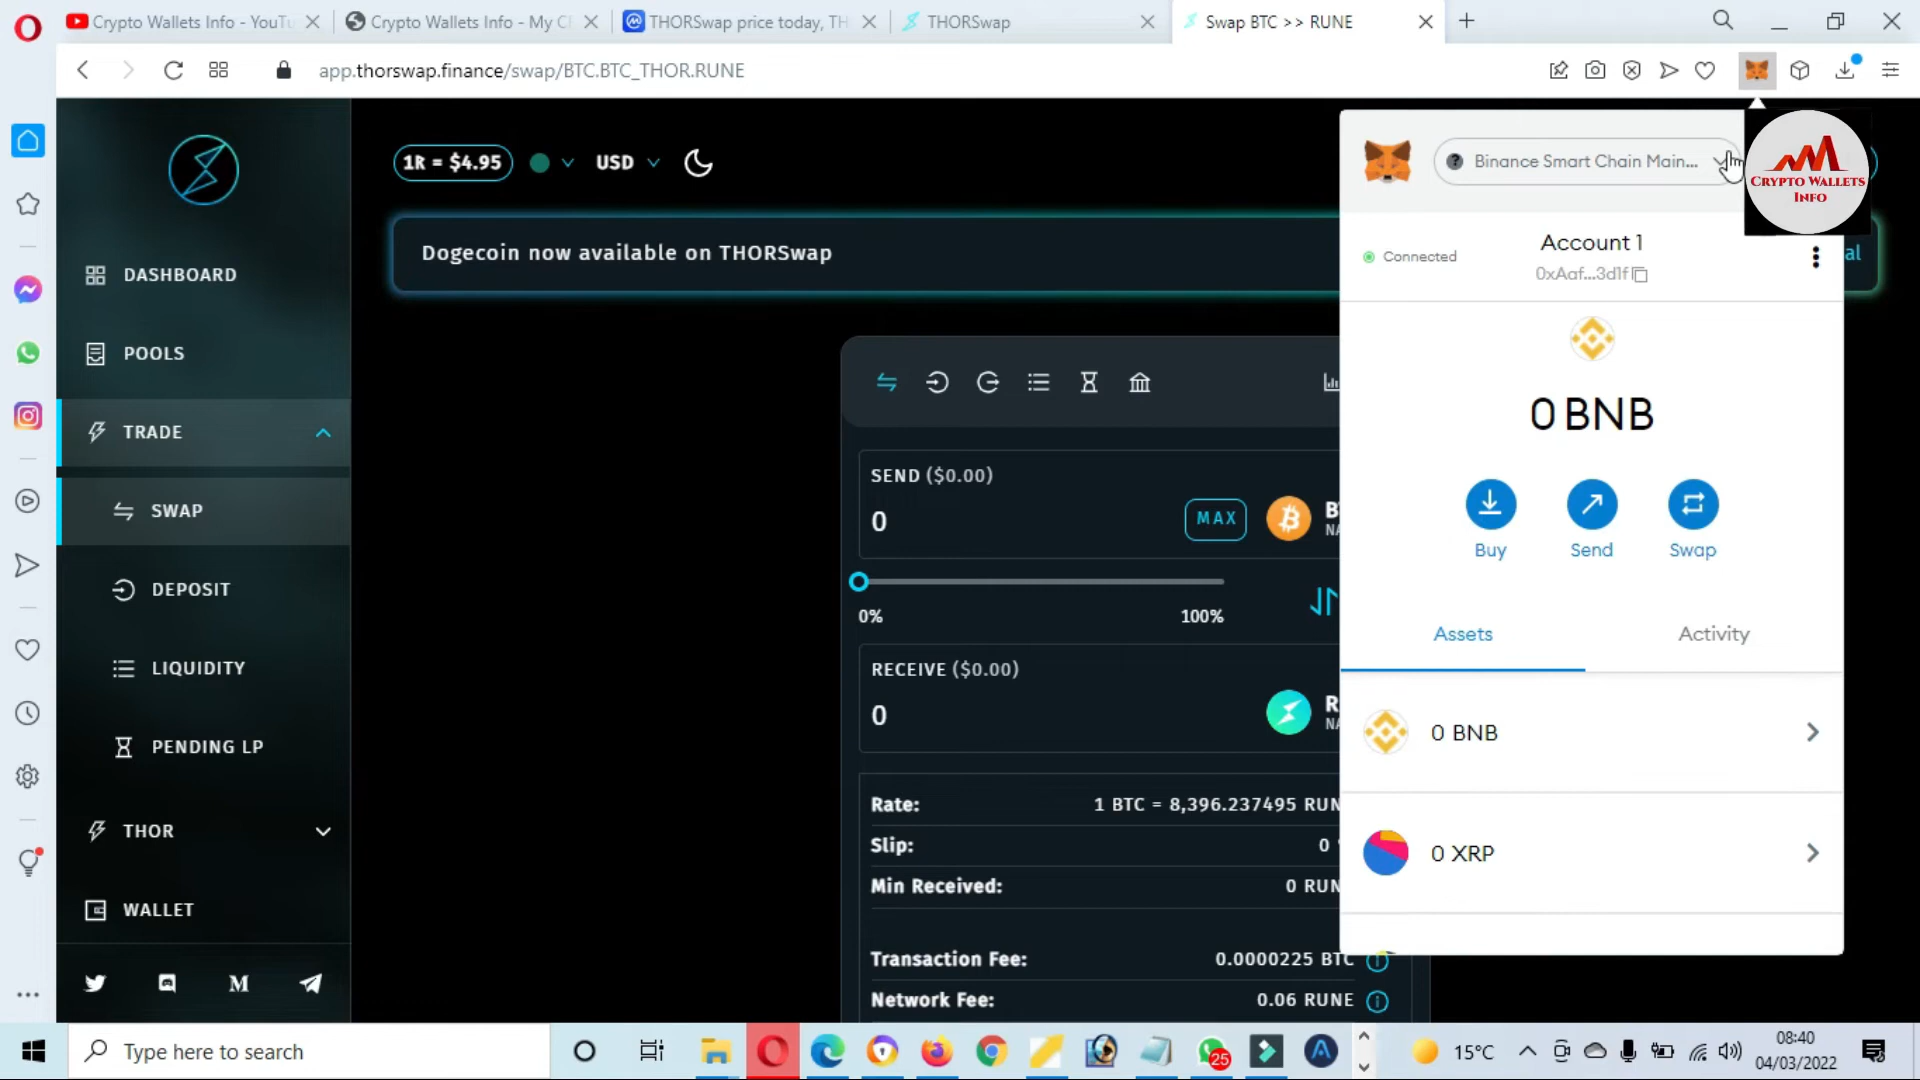 Crypto Wallets Info - YouTu
Crypto Wallets Info - My C
THORSwap price today, TH
THORSwap
Swap BTC >> RUNE
app.thorswap.finance/swap/BTC.BTC_THOR.RUNE
1R = $4.95
USD
Dogecoin now available on THORSwap
DASHBOARD
POOLS
TRADE
SWAP
DEPOSIT
LIQUIDITY
PENDING LP
THOR
WALLET
SEND ($0.00)
0
MAX
0%
100%
RECEIVE ($0.00)
0
Rate:
1 BTC = 8,396.237495 RUN
Slip:
0
Min Received:
0 RUN
Transaction Fee:
0.0000225 BTC
Network Fee:
0.06 RUNE
Binance Smart Chain Main...
CRYPTO WALLETS
INFO
Connected
Account 1
0xAaf...3d1f
al
0 BNB
Buy
Send
Swap
Assets
Activity
0 BNB
0 XRP
Type here to search
25
15°C
08:40
04/03/2022